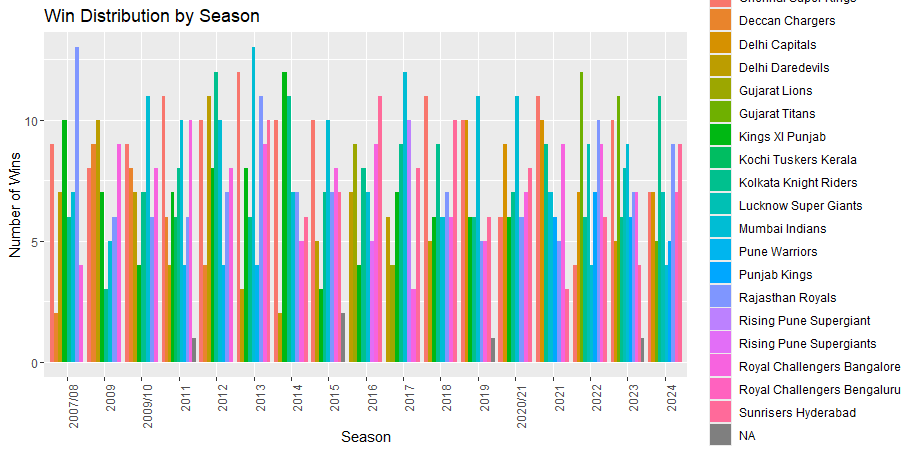 Win Distribution by Season
Number of Wins
10
5
0
2007/08
2009
2009/10
2011
2012
2013
2014
2015
2016
2017
2018
2019
2020/21
2021
2022
2023
2024
Season
Chennai Super Kings
Deccan Chargers
Delhi Capitals
Delhi Daredevils
Gujarat Lions
Gujarat Titans
Kings XI Punjab
Kochi Tuskers Kerala
Kolkata Knight Riders
Lucknow Super Giants
Mumbai Indians
Pune Warriors
Punjab Kings
Rajasthan Royals
Rising Pune Supergiant
Rising Pune Supergiants
Royal Challengers Bangalore
Royal Challengers Bengaluru
Sunrisers Hyderabad
NA